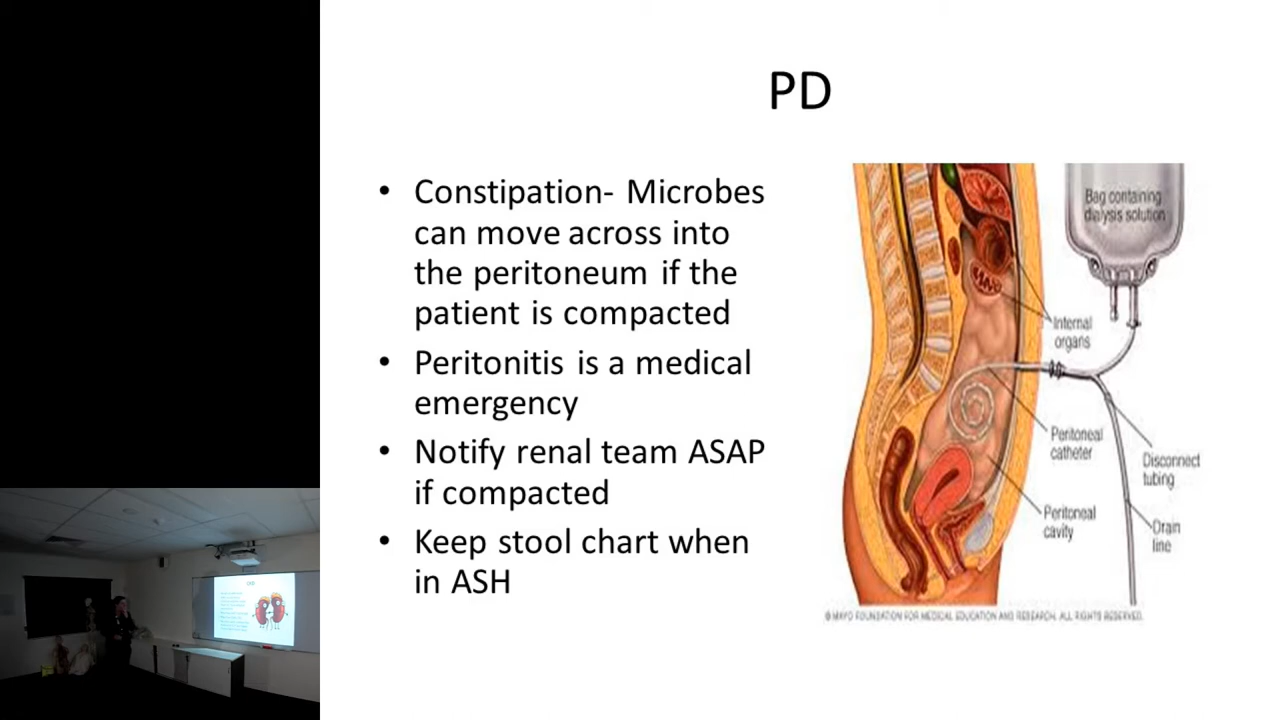 PD
• Constipation- Microbes
can move across into
the peritoneum if the
patient is compacted
• Peritonitis is a medical
emergency
• Notify renal team ASAP
if compacted
• Keep stool chart when
in ASH
Bag containing
dialysis solution
Internal
organs
Peritoneal
catheter
Disconnect
tubing
Peritoneal
cavity
Drain
line
© MAYO FOUNDATION FOR MEDICAL EDUCATION AND RESEARCH. ALL RIGHTS RESERVED.